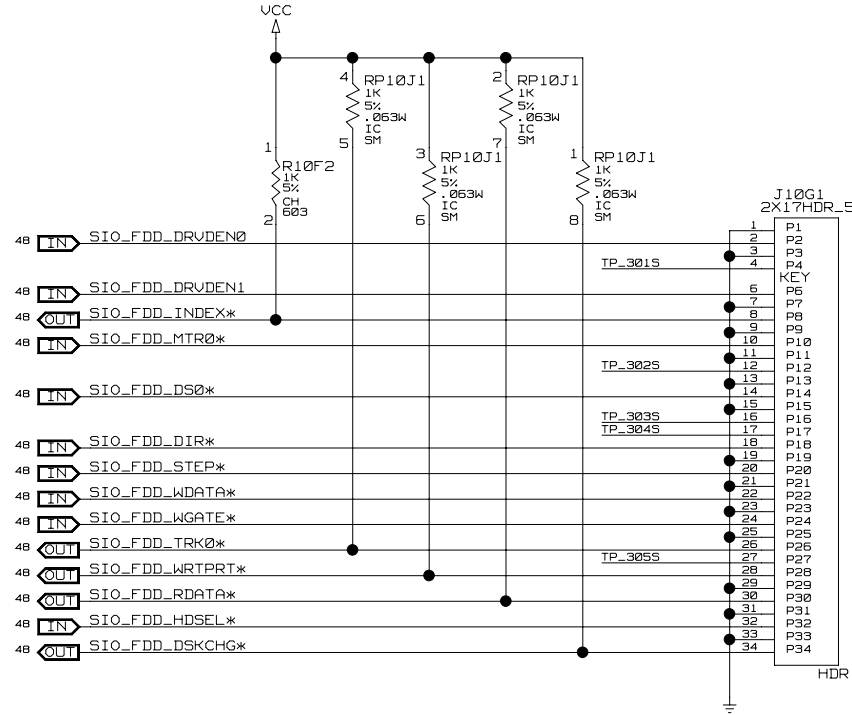 VCC
4 RP10J1
1K
5%
.063W
IC
SM
5
2 RP10J1
1K
5%
.063W
IC
SM
7
1 R10F2
1K
5%
CH
603
2
3 RP10J1
1K
5%
.063W
IC
SM
6
1 RP10J1
1K
5%
.063W
IC
SM
8
J10G1
2X17HDR_5
1 P1
48 IN SIO_FDD_DRVDEN0 2 P2
3 P3
TP_301S 4 P4
KEY
48 IN SIO_FDD_DRVDEN1 6 P6
7 P7
48 OUT SIO_FDD_INDEX* 8 P8
9 P9
48 IN SIO_FDD_MTR0* 10 P10
11 P11
TP_302S 12 P12
13 P13
48 IN SIO_FDD_DS0* 14 P14
15 P15
TP_303S 16 P16
TP_304S 17 P17
48 IN SIO_FDD_DIR* 18 P18
19 P19
48 IN SIO_FDD_STEP* 20 P20
21 P21
48 IN SIO_FDD_WDATA* 22 P22
23 P23
48 IN SIO_FDD_WGATE* 24 P24
25 P25
48 OUT SIO_FDD_TRK0* 26 P26
TP_305S 27 P27
48 OUT SIO_FDD_WRTPRT* 28 P28
29 P29
48 OUT SIO_FDD_RDATA* 30 P30
31 P31
48 IN SIO_FDD_HDSEL* 32 P32
33 P33
48 OUT SIO_FDD_DSKCHG* 34 P34
HDR